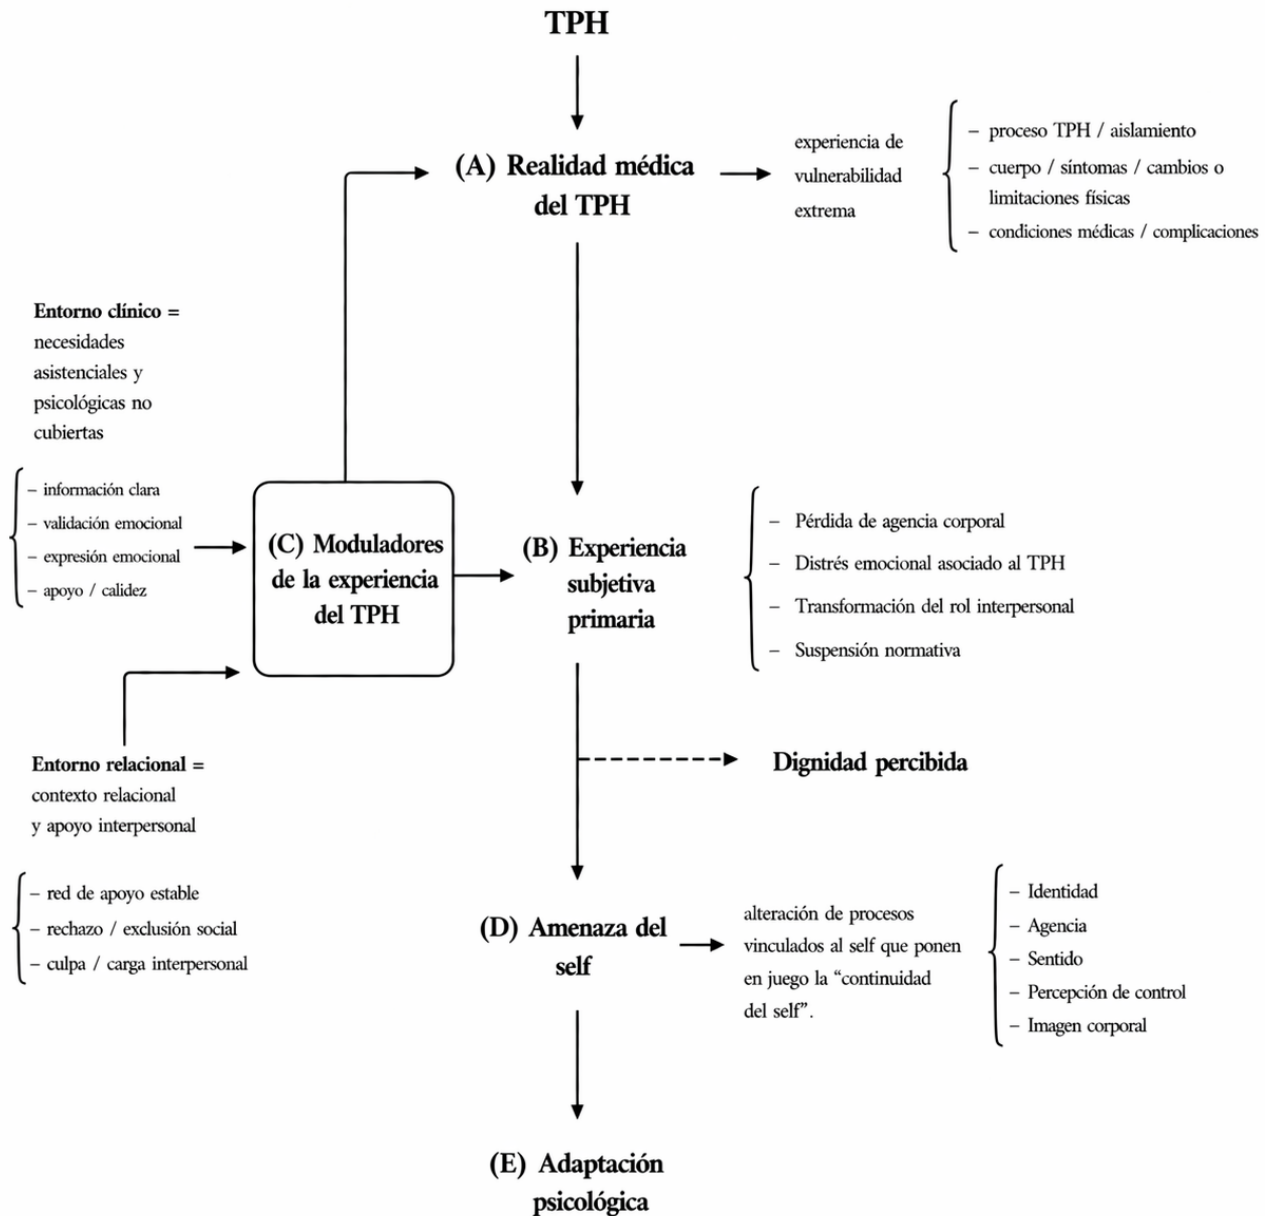 TPH
(A) Realidad médica
del TPH
experiencia de
vulnerabilidad
extrema
– proceso TPH / aislamiento
– cuerpo / síntomas / cambios o
limitaciones físicas
– condiciones médicas / complicaciones
Entorno clínico =
necesidades
asistenciales y
psicológicas no
cubiertas
– información clara
– validación emocional
– expresión emocional
– apoyo / calidez
(C) Moduladores
de la experiencia
del TPH
(B) Experiencia
subjetiva
primaria
– Pérdida de agencia corporal
– Distrés emocional asociado al TPH
– Transformación del rol interpersonal
– Suspensión normativa
Dignidad percibida
Entorno relacional =
contexto relacional
y apoyo interpersonal
– red de apoyo estable
– rechazo / exclusión social
– culpa / carga interpersonal
(D) Amenaza del
self
alteración de procesos
vinculados al self que ponen
en juego la “continuidad
del self”.
– Identidad
– Agencia
– Sentido
– Percepción de control
– Imagen corporal
(E) Adaptación
psicológica